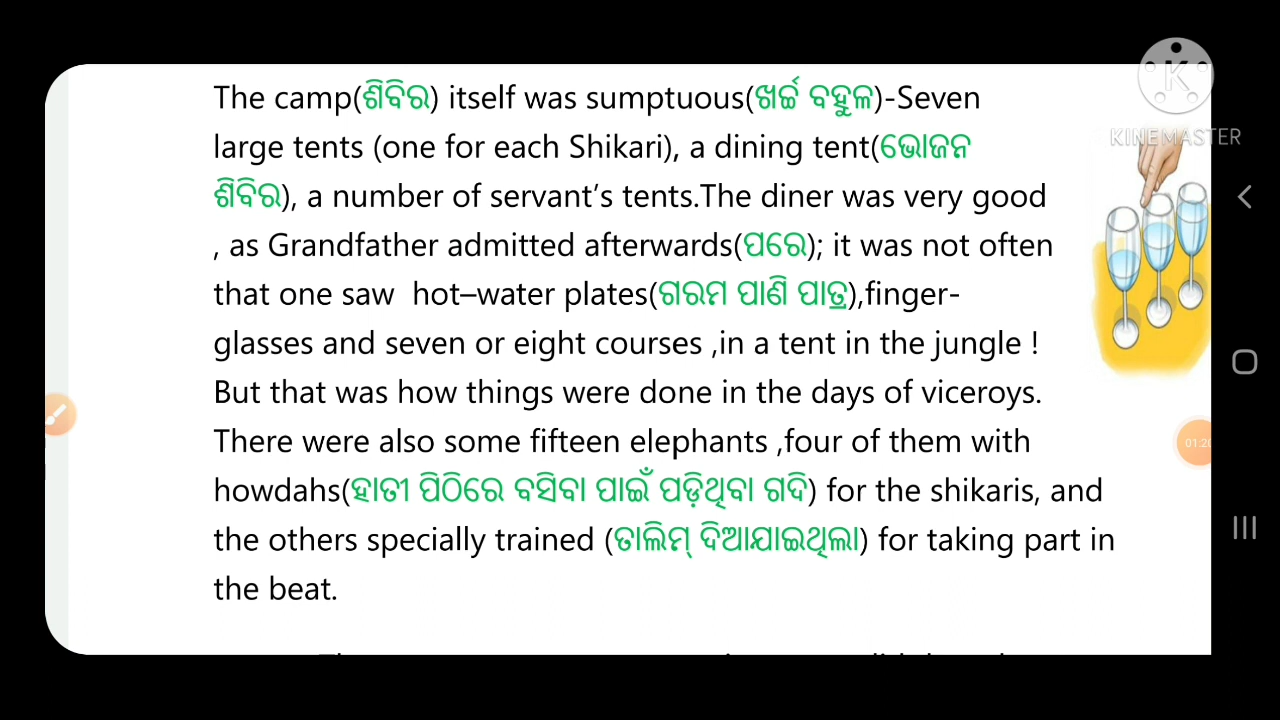 The camp(ଶିବିର) itself was sumptuous(ଖର୍ଚ୍ଚ ବହୁଳ)-Seven
large tents (one for each Shikari), a dining tent(ଭୋଜନ
ଶିବିର), a number of servant’s tents.The diner was very good
, as Grandfather admitted afterwards(ପରେ); it was not often
that one saw  hot–water plates(ଗରମ ପାଣି ପାତ୍ର),finger-
glasses and seven or eight courses ,in a tent in the jungle !
But that was how things were done in the days of viceroys.
There were also some fifteen elephants ,four of them with
howdahs(ହାତୀ ପିଠିରେ ବସିବା ପାଇଁ ପଡ଼ିଥିବା ଗଦି) for the shikaris, and
the others specially trained (ତାଲିମ୍ ଦିଆଯାଇଥିଲା) for taking part in
the beat.
K
KINEMASTER
01:20